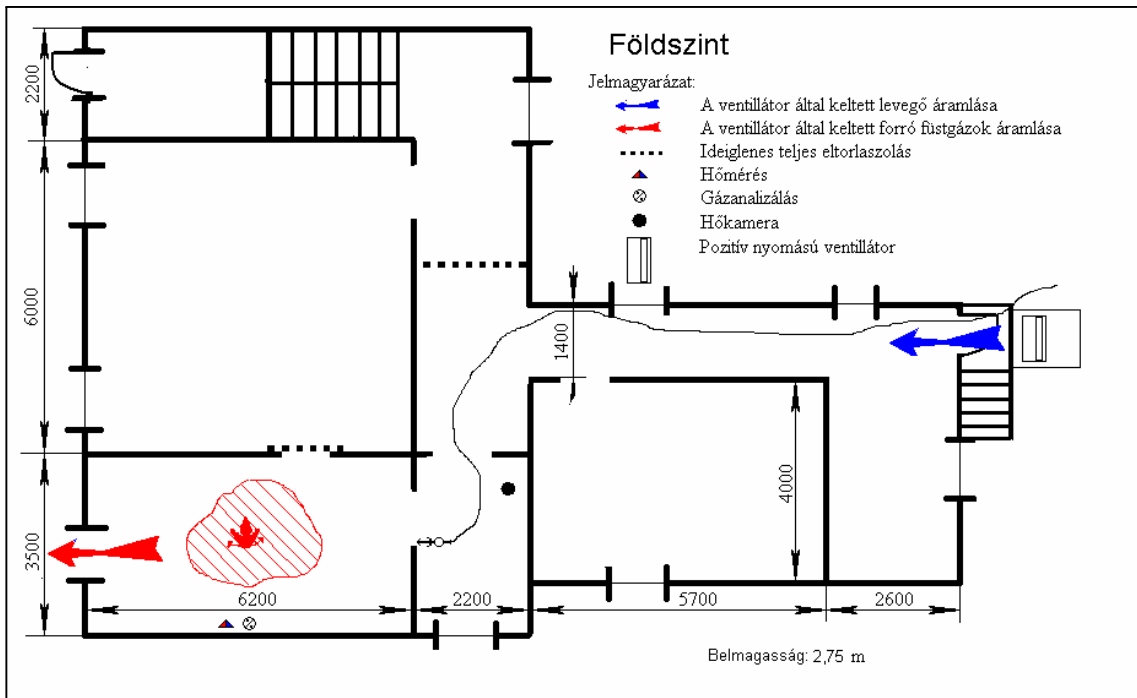 Földszint
Jelmagyarázat:
A ventillátor által keltett levegő áramlása
A ventillátor által keltett forró füstgázok áramlása
Ideiglenes teljes eltorlaszolás
Hőmérés
Gázanalizálás
Hőkamera
Pozitív nyomású ventillátor
2200
6000
3500
1400
4000
6200
2200
5700
2600
Belmagasság: 2,75 m